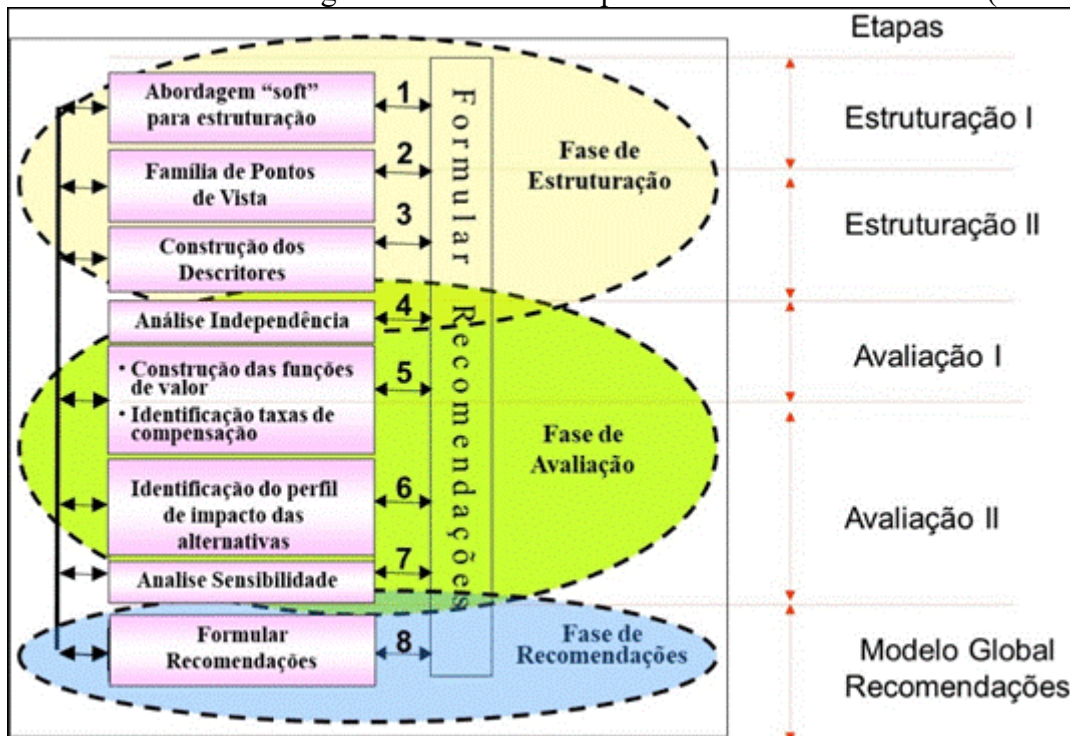 Etapas
Abordagem “soft”
para estruturação
1
Família de Pontos
de Vista
2
Construção dos
Descritores
3
Análise Independência
4
• Construção das funções
de valor
• Identificação taxas de
compensação
5
Identificação do perfil
de impacto das
alternativas
6
Analise Sensibilidade
7
Formular
Recomendações
8
Formular Recomendações
Fase de
Estruturação
Fase de
Avaliação
Fase de
Recomendações
Estruturação I
Estruturação II
Avaliação I
Avaliação II
Modelo Global
Recomendações